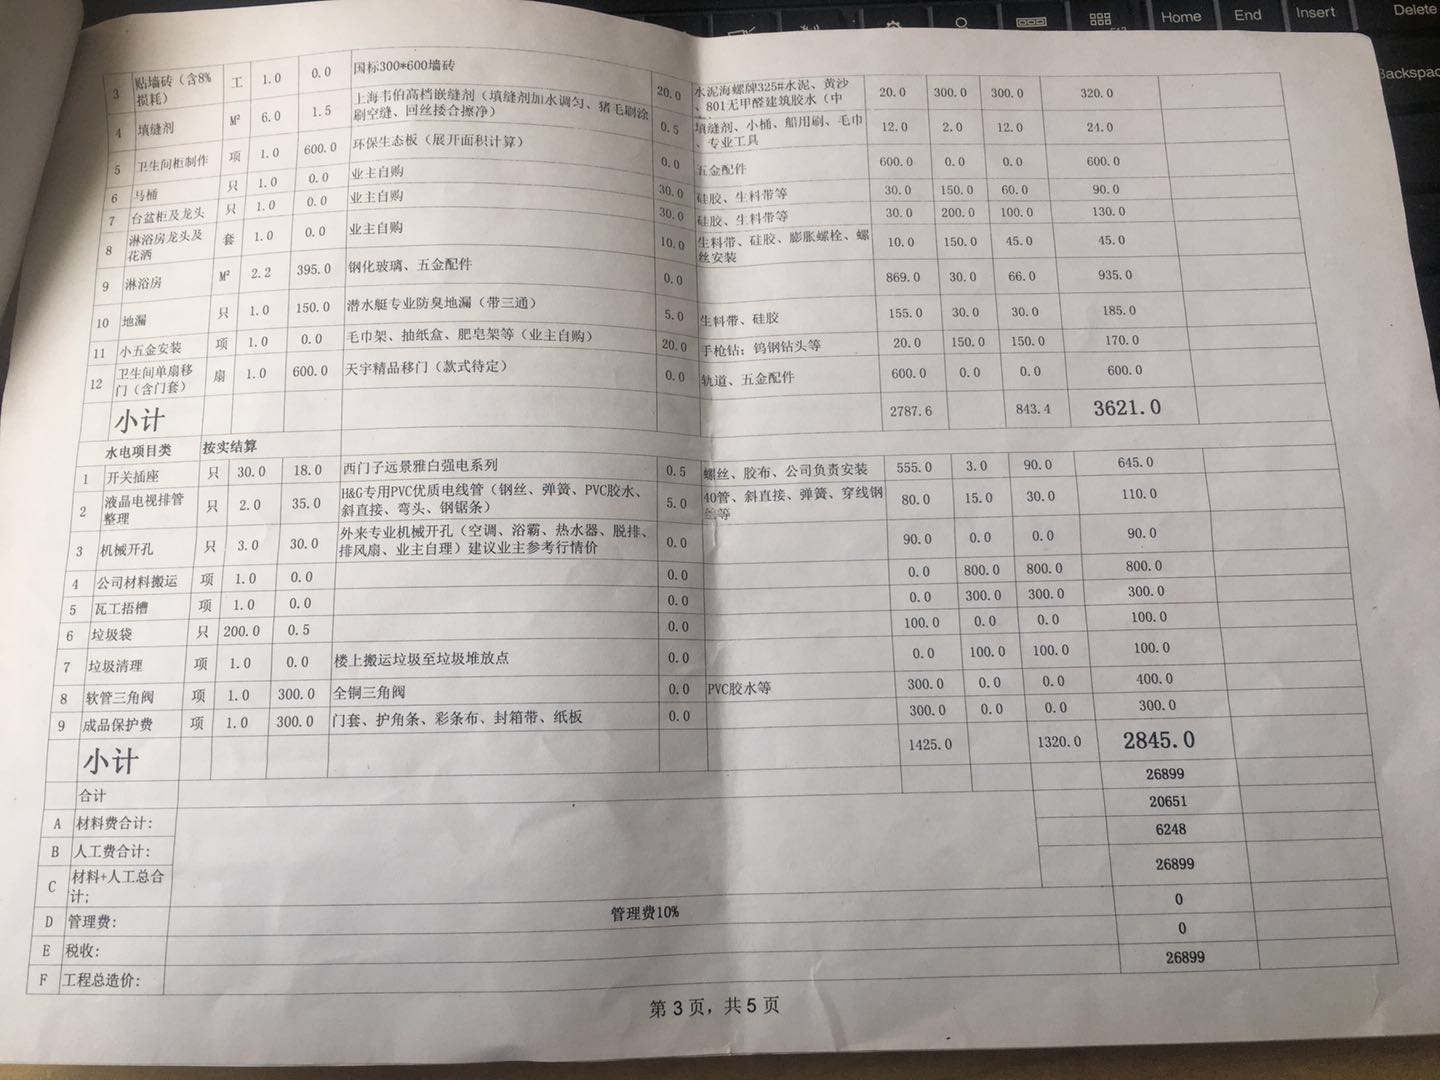 Home End Insert Delete
Backspac
3 贴墙砖（含8%损耗） 工 1.0 0.0 国标300*600墙砖 20.0 水泥海螺牌325#水泥、黄沙、801无甲醛建筑胶水（中 20.0 300.0 300.0 320.0
4 填缝剂 M² 6.0 1.5 上海韦伯高档嵌缝剂（填缝剂加水调匀、猪毛刷涂刷空缝、回丝搂合擦净） 0.5 填缝剂、小桶、船用刷、毛巾、专业工具 12.0 2.0 12.0 24.0
5 卫生间柜制作 项 1.0 600.0 环保生态板（展开面积计算） 0.0 五金配件 600.0 0.0 0.0 600.0
6 马桶 只 1.0 0.0 业主自购 30.0 硅胶、生料带等 30.0 150.0 60.0 90.0
7 台盆柜及龙头 只 1.0 0.0 业主自购 30.0 硅胶、生料带等 30.0 200.0 100.0 130.0
8 淋浴房龙头及花洒 套 1.0 0.0 业主自购 10.0 生料带、硅胶、膨胀螺栓、螺丝安装 10.0 150.0 45.0 45.0
9 淋浴房 M² 2.2 395.0 钢化玻璃、五金配件 0.0 869.0 30.0 66.0 935.0
10 地漏 只 1.0 150.0 潜水艇专业防臭地漏（带三通） 5.0 生料带、硅胶 155.0 30.0 30.0 185.0
11 小五金安装 项 1.0 0.0 毛巾架、抽纸盒、肥皂架等（业主自购） 20.0 手枪钻；钨钢钻头等 20.0 150.0 150.0 170.0
12 卫生间单扇移门（含门套） 扇 1.0 600.0 天宇精品移门（款式待定） 0.0 轨道、五金配件 600.0 0.0 0.0 600.0
小计 2787.6 843.4 3621.0
水电项目类 按实结算
1 开关插座 只 30.0 18.0 西门子远景雅白强电系列 0.5 螺丝、胶布、公司负责安装 555.0 3.0 90.0 645.0
2 液晶电视排管整理 只 2.0 35.0 H&G专用PVC优质电线管（钢丝、弹簧、PVC胶水、斜直接、弯头、钢锯条） 5.0 40管、斜直接、弹簧、穿线钢丝等 80.0 15.0 30.0 110.0
3 机械开孔 只 3.0 30.0 外来专业机械开孔（空调、浴霸、热水器、脱排、排风扇、业主自理）建议业主参考行情价 0.0 90.0 0.0 0.0 90.0
4 公司材料搬运 项 1.0 0.0 0.0 0.0 800.0 800.0 800.0
5 瓦工捂槽 项 1.0 0.0 0.0 0.0 300.0 300.0 300.0
6 垃圾袋 只 200.0 0.5 0.0 100.0 0.0 0.0 100.0
7 垃圾清理 项 1.0 0.0 楼上搬运垃圾至垃圾堆放点 0.0 0.0 100.0 100.0 100.0
8 软管三角阀 项 1.0 300.0 全铜三角阀 0.0 PVC胶水等 300.0 0.0 0.0 400.0
9 成品保护费 项 1.0 300.0 门套、护角条、彩条布、封箱带、纸板 0.0 300.0 0.0 0.0 300.0
小计 1425.0 1320.0 2845.0
合计 26899
A 材料费合计: 20651
B 人工费合计: 6248
C 材料+人工总合计; 26899
D 管理费: 管理费10% 0
E 税收: 0
F 工程总造价: 26899
第 3 页，共 5 页